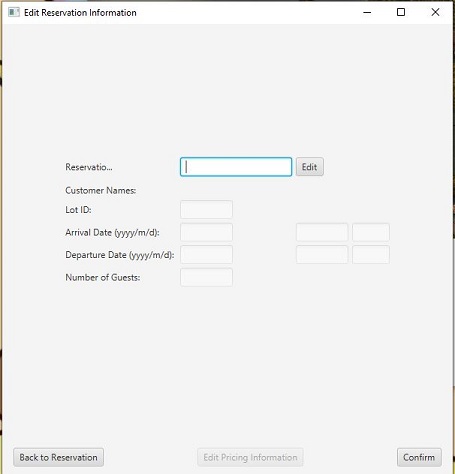 Edit Reservation Information
Reservatio... Edit
Customer Names:
Lot ID:
Arrival Date (yyyy/m/d):
Departure Date (yyyy/m/d):
Number of Guests:
Back to Reservation Edit Pricing Information Confirm